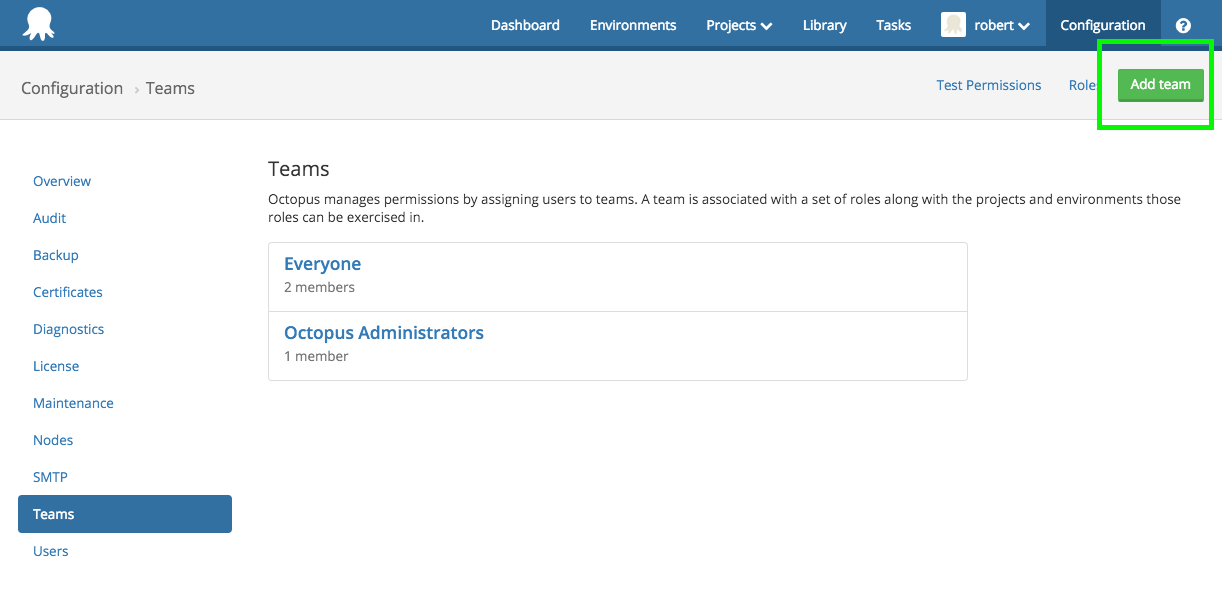 Dashboard Environments Projects Library Tasks robert Configuration ?
Configuration › Teams Test Permissions Role Add team
Overview
Audit
Backup
Certificates
Diagnostics
License
Maintenance
Nodes
SMTP
Teams
Users
Teams
Octopus manages permissions by assigning users to teams. A team is associated with a set of roles along with the projects and environments those
roles can be exercised in.
Everyone
2 members
Octopus Administrators
1 member